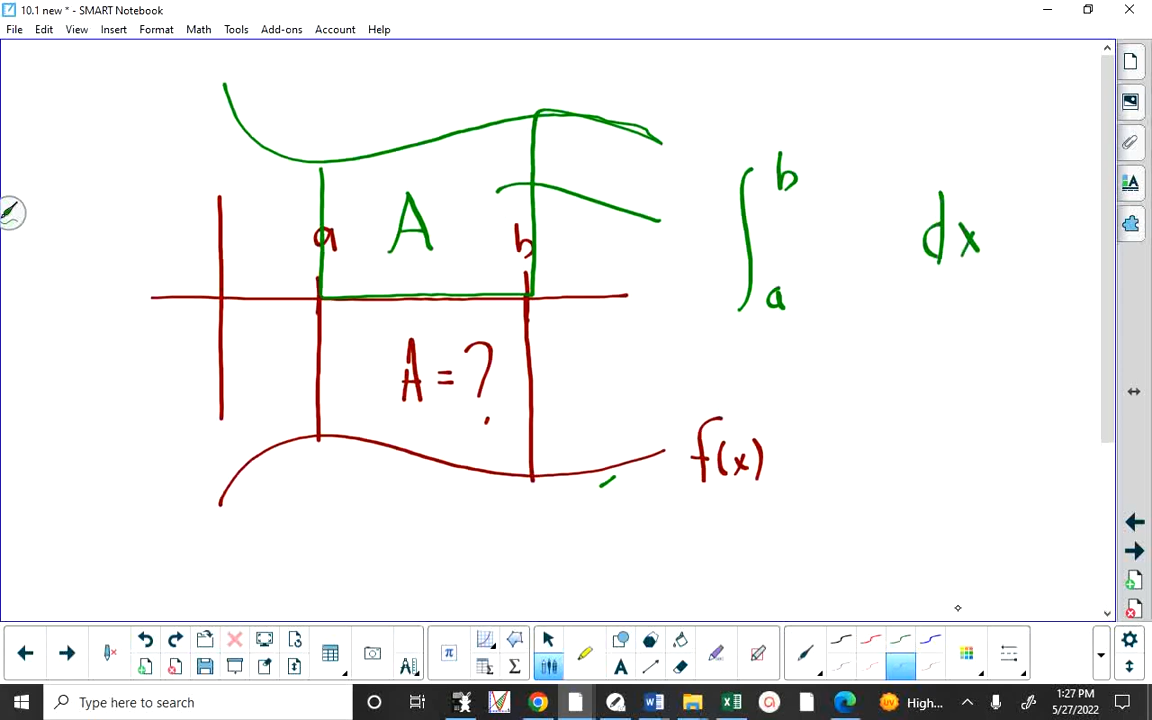 10.1 new * - SMART Notebook
File Edit View Insert Format Math Tools Add-ons Account Help
a A b
∫ b a dx
A = ?
f(x)
Type here to search
High...
1:27 PM
5/27/2022